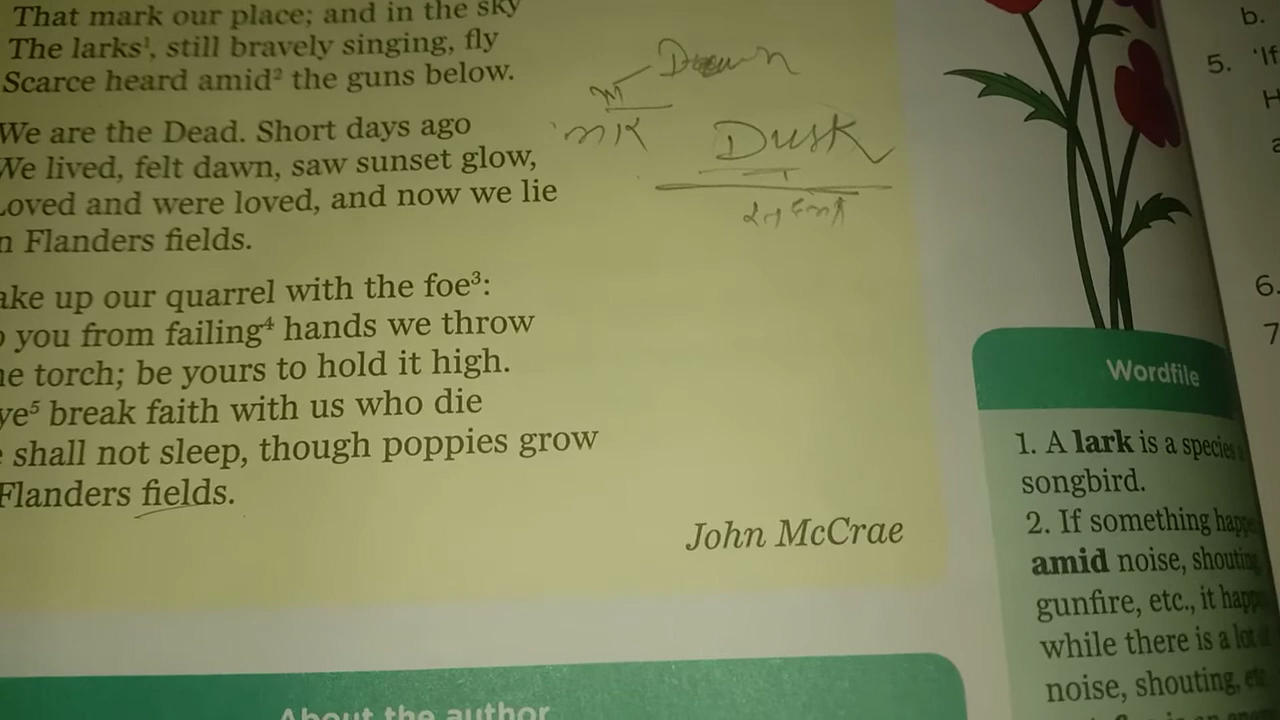 That mark our place; and in the sky
The larks¹, still bravely singing, fly
Scarce heard amid² the guns below.
We are the Dead. Short days ago
We lived, felt dawn, saw sunset glow,
Loved and were loved, and now we lie
n Flanders fields.
ake up our quarrel with the foe³:
o you from failing⁴ hands we throw
he torch; be yours to hold it high.
ye⁵ break faith with us who die
e shall not sleep, though poppies grow
Flanders fields.
John McCrae
Dawn
Dusk
About the author
Wordfile
1. A lark is a species
songbird.
2. If something happe
amid noise, shouting
gunfire, etc., it happ
while there is a lot
noise, shouting, etc
b.
5. 'If
H
a
6.
7